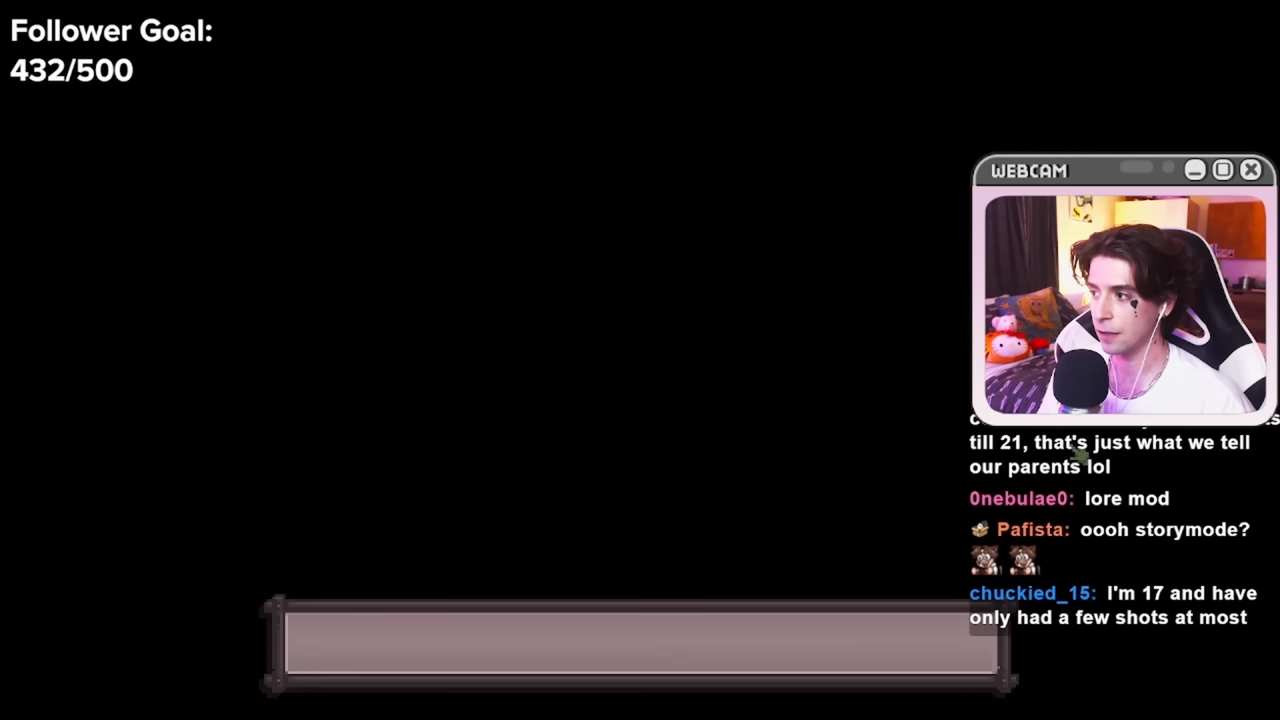 Follower Goal:
432/500
WEBCAM
till 21, that's just what we tell
our parents lol
0nebulae0: lore mod
Pafista: oooh storymode?
chuckied_15: I'm 17 and have
only had a few shots at most